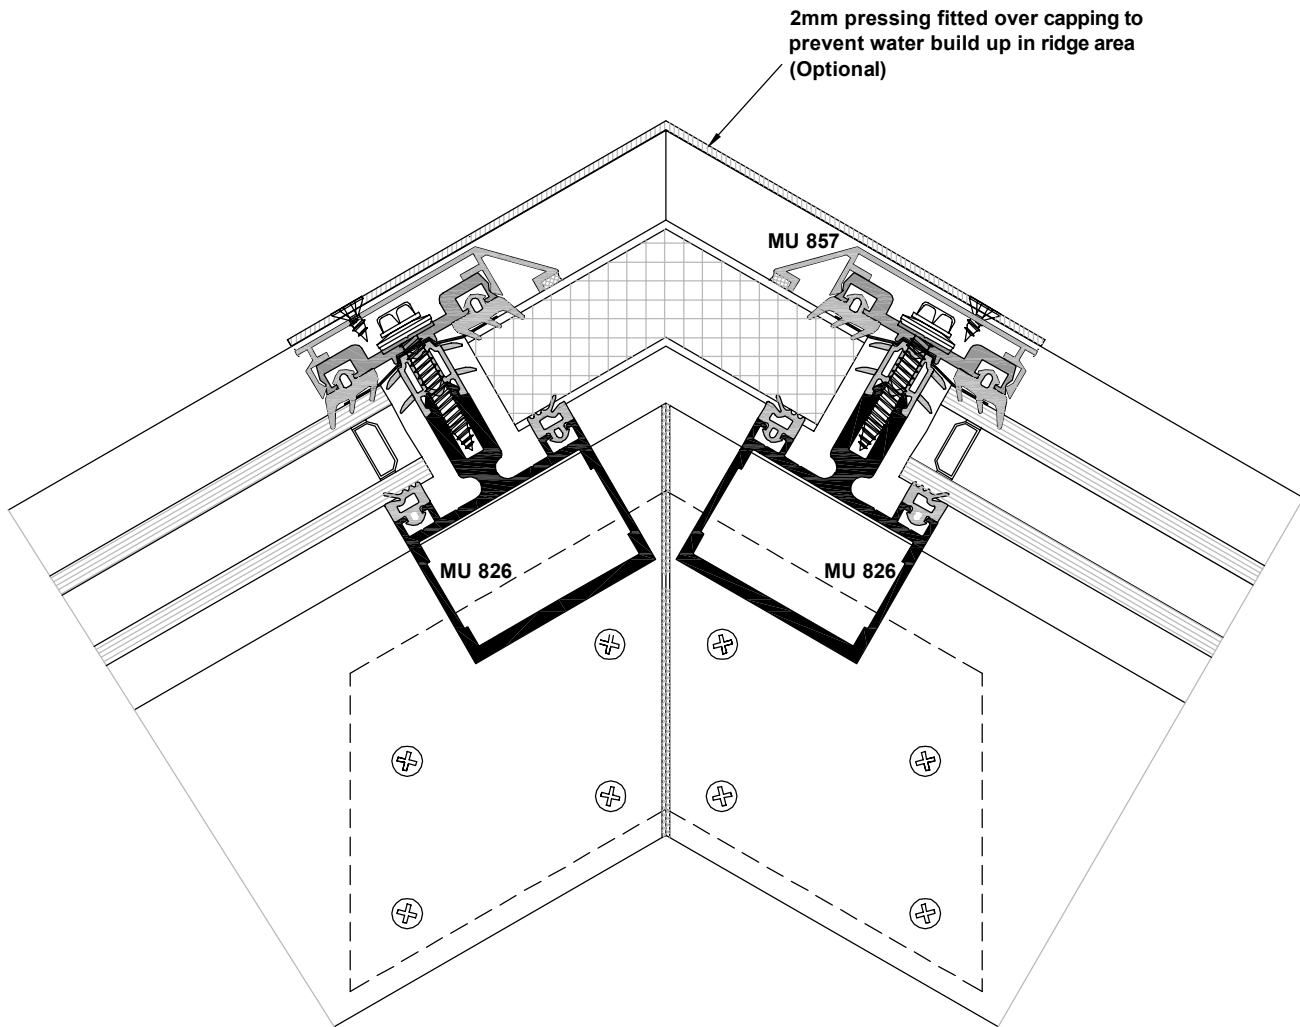 2mm pressing fitted over capping to
prevent water build up in ridge area
(Optional)
MU 857
MU 826
MU 826